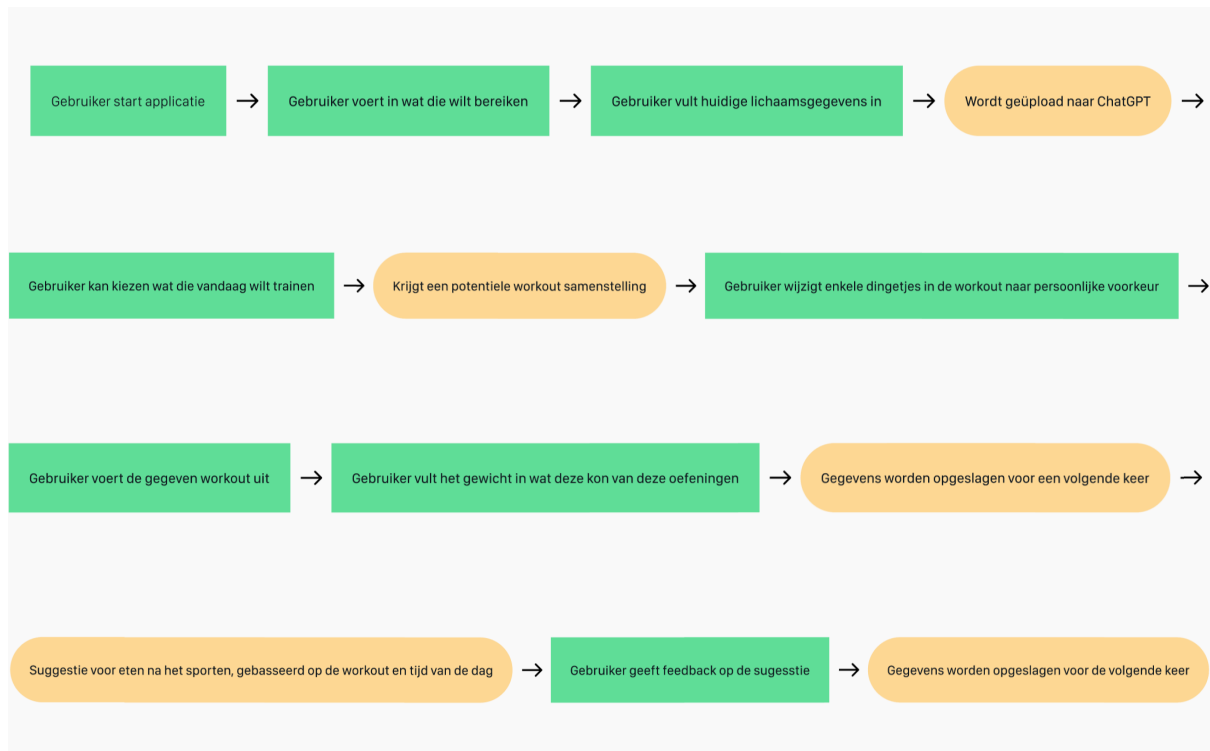 Gebruiker start applicatie
Gebruiker voert in wat die wilt bereiken
Gebruiker vult huidige lichaamsgegevens in
Wordt geüpload naar ChatGPT
Gebruiker kan kiezen wat die vandaag wilt trainen
Krijgt een potentiele workout samenstelling
Gebruiker wijzigt enkele dingetjes in de workout naar persoonlijke voorkeur
Gebruiker voert de gegeven workout uit
Gebruiker vult het gewicht in wat deze kon van deze oefeningen
Gegevens worden opgeslagen voor een volgende keer
Suggestie voor eten na het sporten, gebasseerd op de workout en tijd van de dag
Gebruiker geeft feedback op de sugesstie
Gegevens worden opgeslagen voor de volgende keer